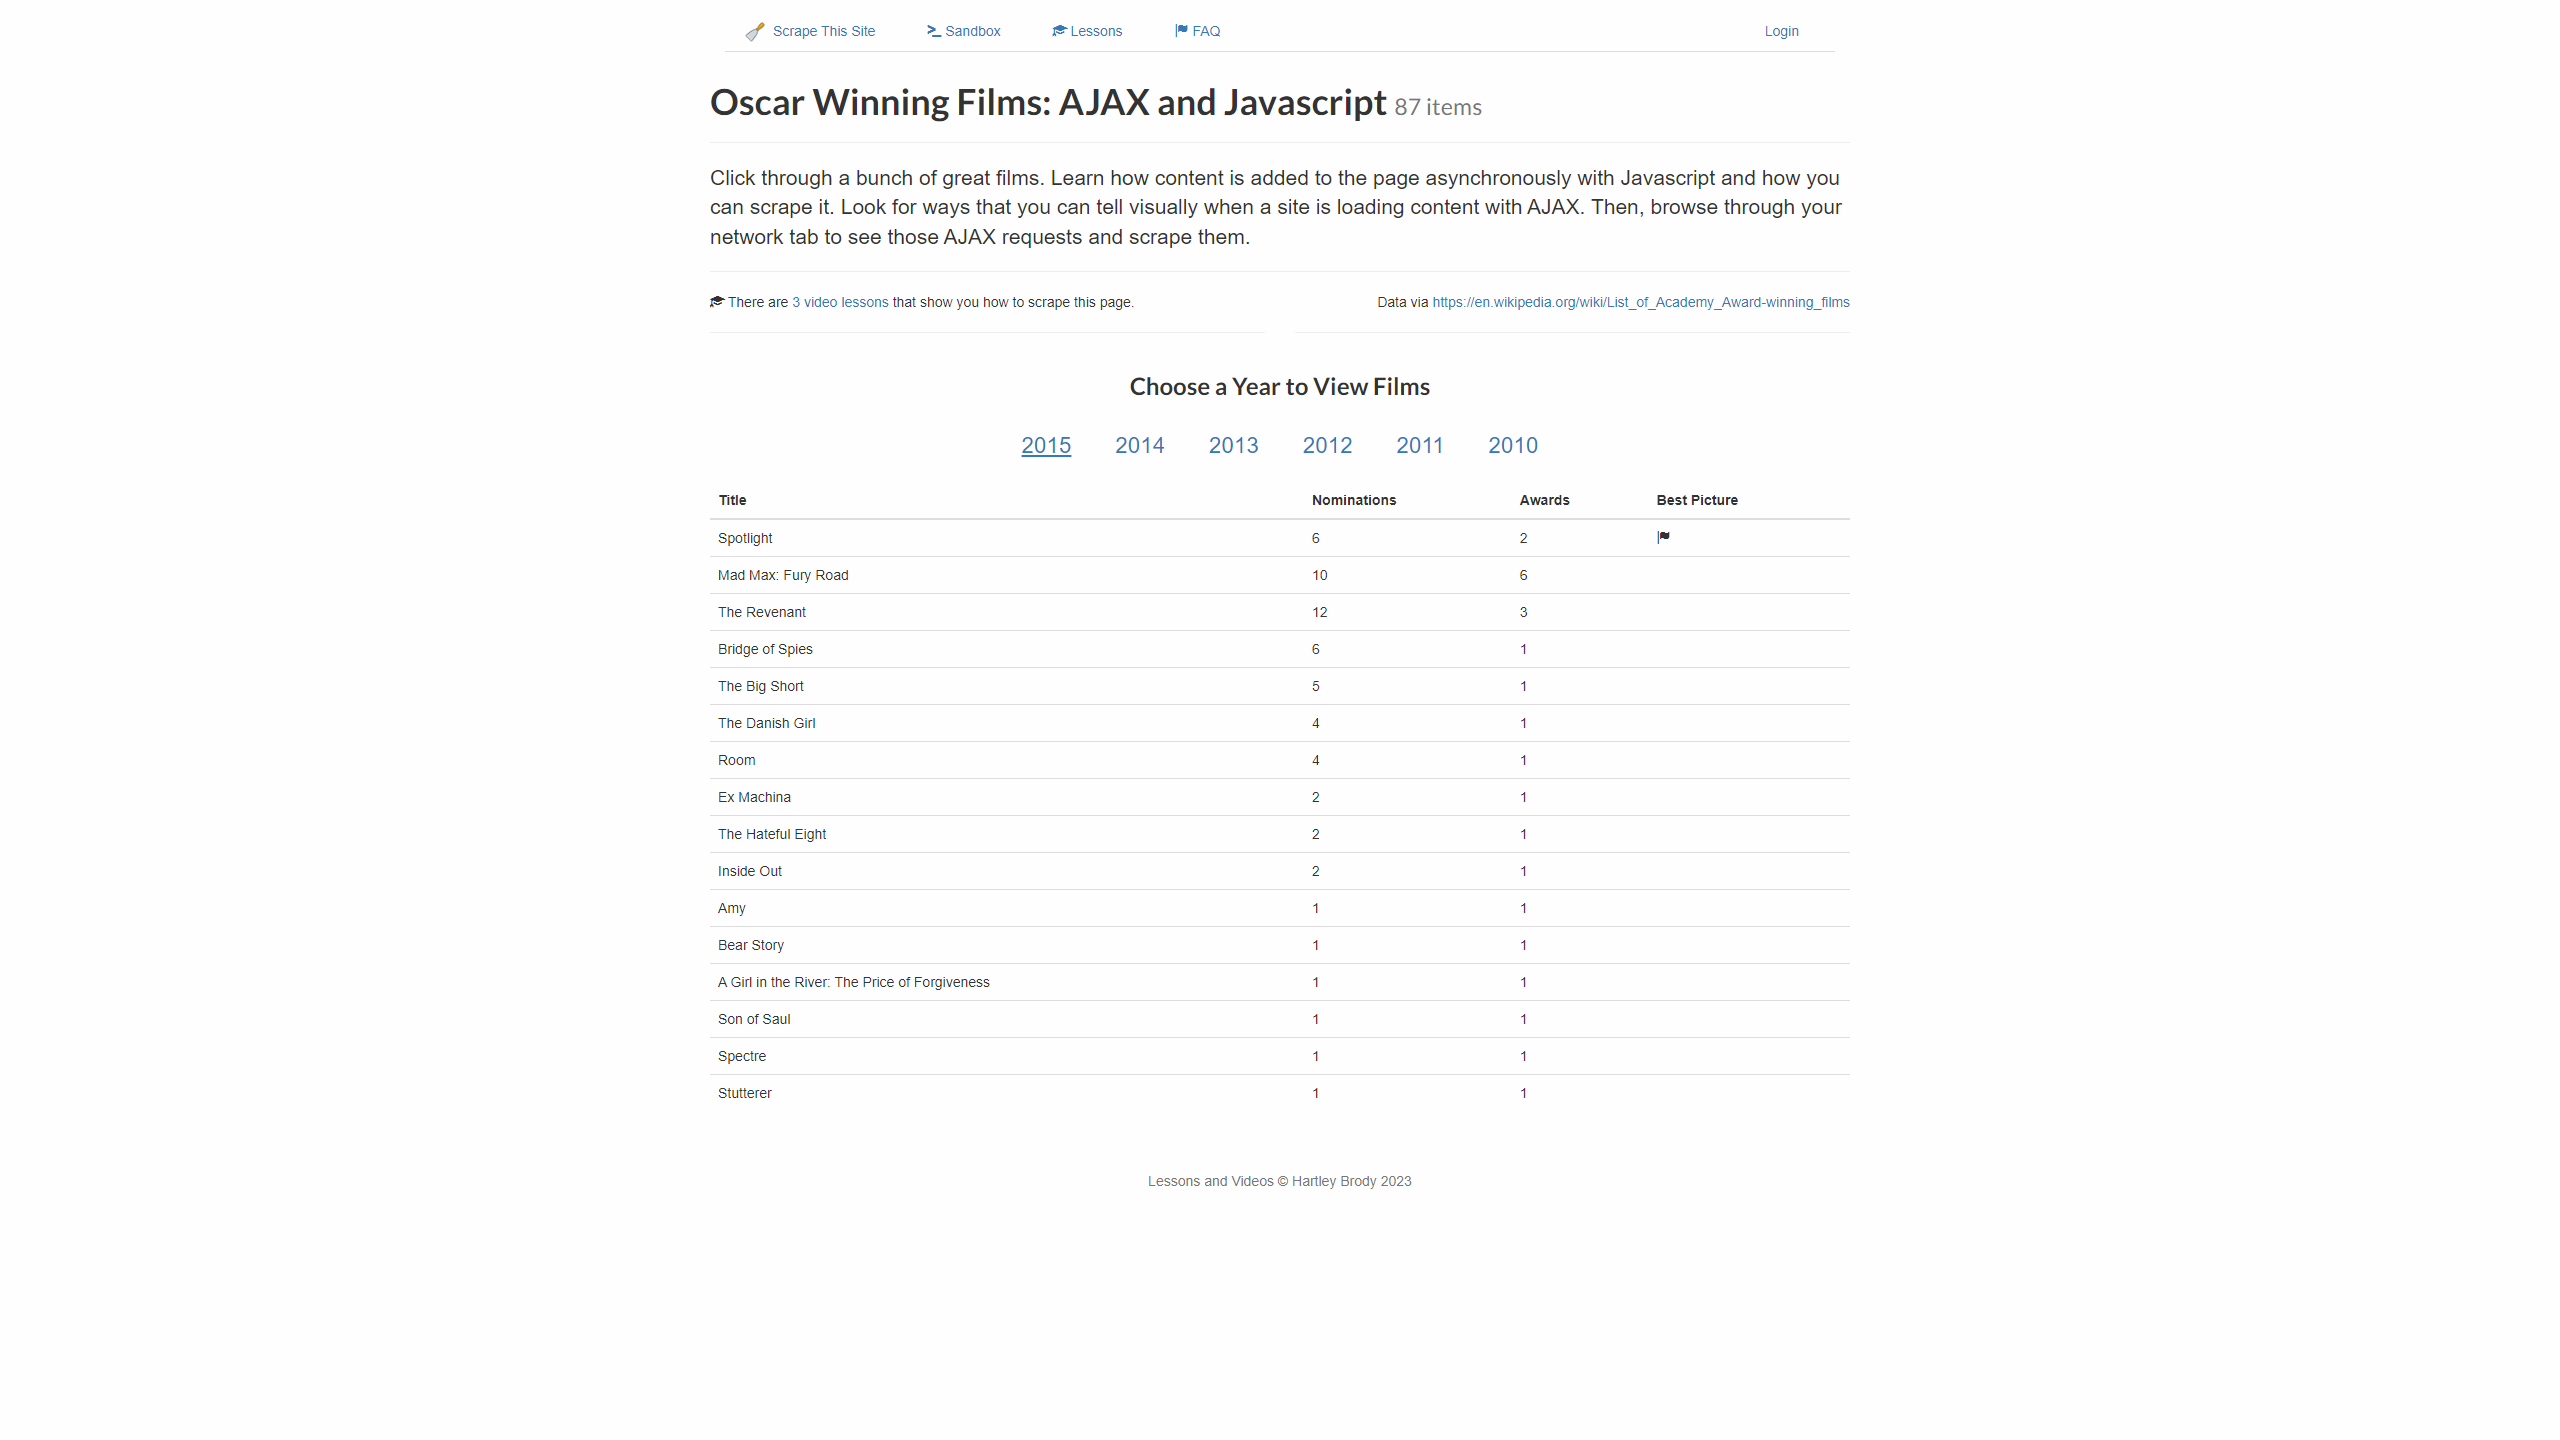 Scrape This Site Sandbox Lessons FAQ Login
Oscar Winning Films: AJAX and Javascript 87 items
Click through a bunch of great films. Learn how content is added to the page asynchronously with Javascript and how you
can scrape it. Look for ways that you can tell visually when a site is loading content with AJAX. Then, browse through your
network tab to see those AJAX requests and scrape them.
There are 3 video lessons that show you how to scrape this page. Data via https://en.wikipedia.org/wiki/List_of_Academy_Award-winning_films
Choose a Year to View Films
2015 2014 2013 2012 2011 2010
Title Nominations Awards Best Picture
Spotlight 6 2
Mad Max: Fury Road 10 6
The Revenant 12 3
Bridge of Spies 6 1
The Big Short 5 1
The Danish Girl 4 1
Room 4 1
Ex Machina 2 1
The Hateful Eight 2 1
Inside Out 2 1
Amy 1 1
Bear Story 1 1
A Girl in the River: The Price of Forgiveness 1 1
Son of Saul 1 1
Spectre 1 1
Stutterer 1 1
Lessons and Videos © Hartley Brody 2023